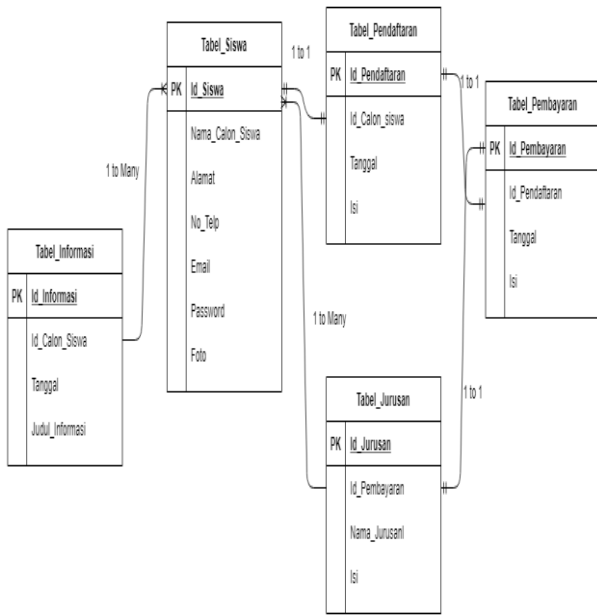 Tabel_Siswa
PK Id_Siswa
Nama_Calon_Siswa
Alamat
No_Telp
Email
Password
Foto
1 to 1
Tabel_Pendaftaran
PK Id_Pendaftaran
Id_Calon_siswa
Tanggal
Isi
1 to 1
Tabel_Pembayaran
PK Id_Pembayaran
Id_Pendaftaran
Tanggal
Isi
1 to Many
Tabel_Informasi
PK Id_Informasi
Id_Calon_Siswa
Tanggal
Judul_Informasi
1 to Many
Tabel_Jurusan
PK Id_Jurusan
Id_Pembayaran
Nama_Jurusanl
Isi
1 to 1